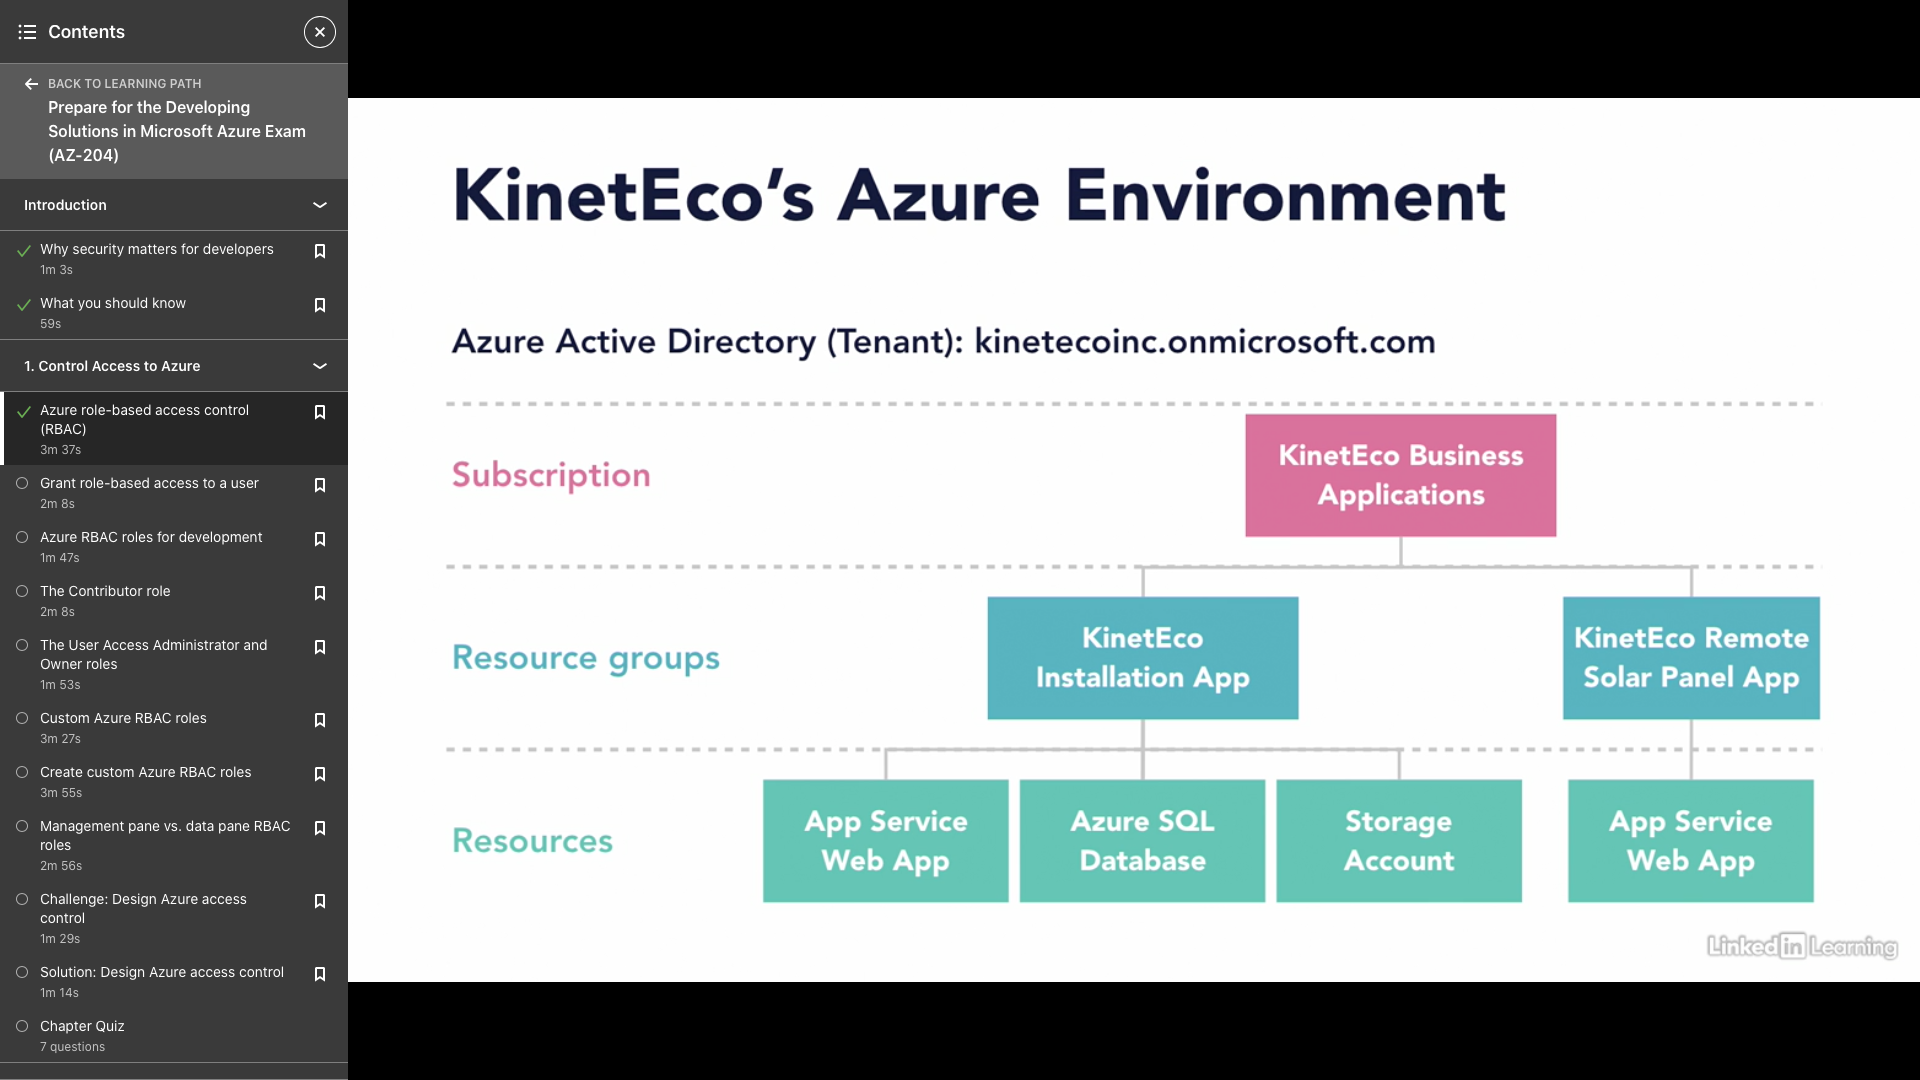 Contents
BACK TO LEARNING PATH
Prepare for the Developing
Solutions in Microsoft Azure Exam
(AZ-204)
Introduction
Why security matters for developers
1m 3s
What you should know
59s
1. Control Access to Azure
Azure role-based access control
(RBAC)
3m 37s
Grant role-based access to a user
2m 8s
Azure RBAC roles for development
1m 47s
The Contributor role
2m 8s
The User Access Administrator and
Owner roles
1m 53s
Custom Azure RBAC roles
3m 27s
Create custom Azure RBAC roles
3m 55s
Management pane vs. data pane RBAC
roles
2m 56s
Challenge: Design Azure access
control
1m 29s
Solution: Design Azure access control
1m 14s
Chapter Quiz
7 questions
KinetEco's Azure Environment
Azure Active Directory (Tenant): kinetecoinc.onmicrosoft.com
Subscription
KinetEco Business
Applications
Resource groups
KinetEco
Installation App
KinetEco Remote
Solar Panel App
Resources
App Service
Web App
Azure SQL
Database
Storage
Account
App Service
Web App
Linked in Learning